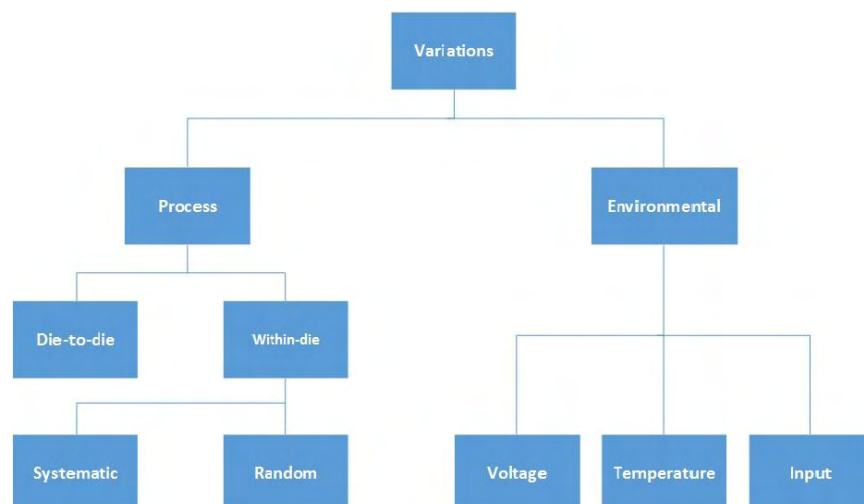 Variations
Process
Environmental
Die-to-die
Within-die
Systematic
Random
Voltage
Temperature
Input